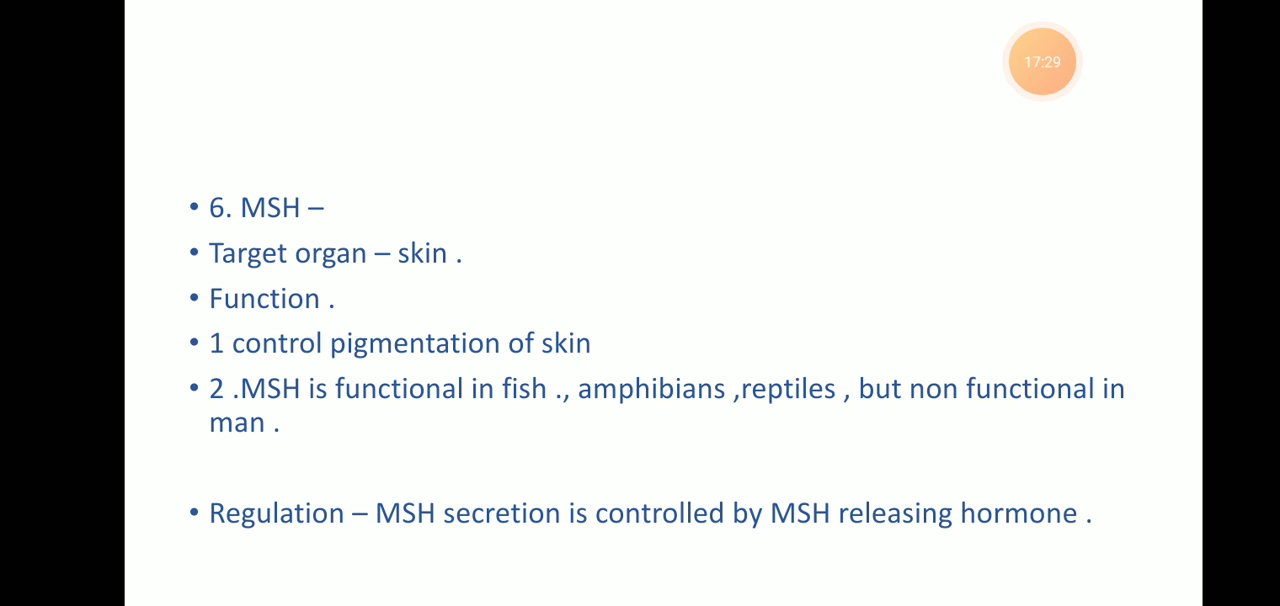 17:29
• 6. MSH –
• Target organ – skin .
• Function .
• 1 control pigmentation of skin
• 2 .MSH is functional in fish ., amphibians ,reptiles , but non functional in
man .
• Regulation – MSH secretion is controlled by MSH releasing hormone .